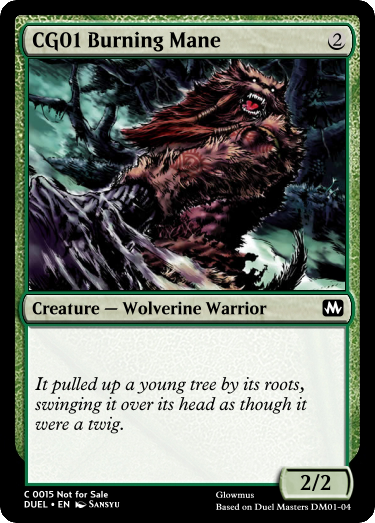 CG01 Burning Mane
2
Creature — Wolverine Warrior
It pulled up a young tree by its roots,
swinging it over its head as though it
were a twig.
2/2
C 0015 Not for Sale
DUEL • EN Sansyu
Glowmus
Based on Duel Masters DM01-04